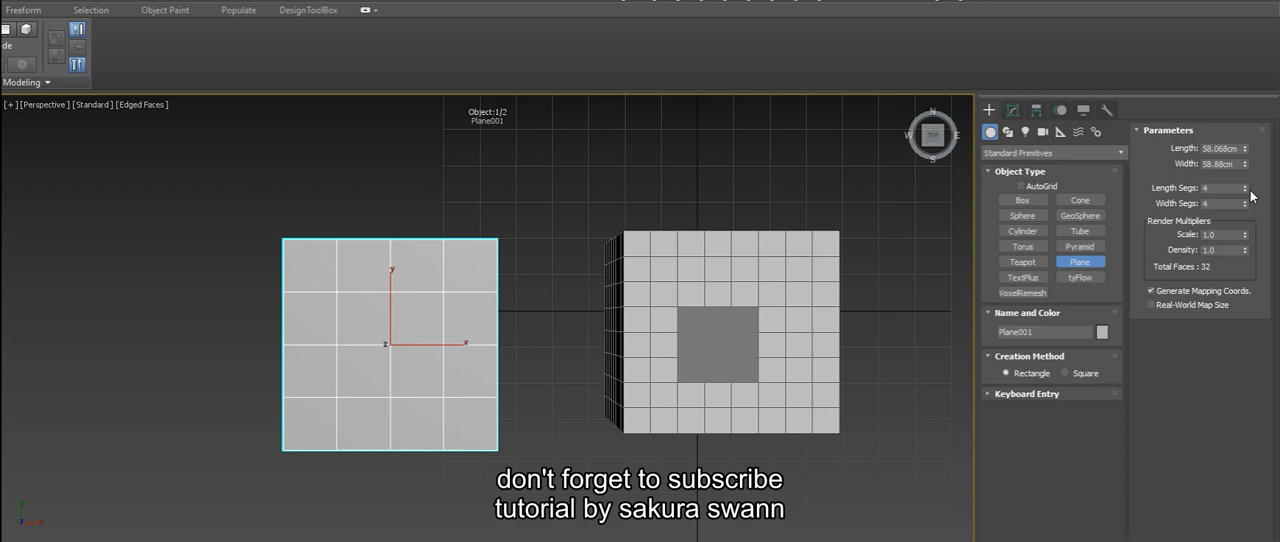 Freeform Selection Object Paint Populate DesignToolBox
de
Modeling
[+] [Perspective] [Standard] [Edged Faces]
Object:1/2
Plane001
N
W TOP E
S
y
z x
Standard Primitives
Object Type
AutoGrid
Box Cone
Sphere GeoSphere
Cylinder Tube
Torus Pyramid
Teapot Plane
TextPlus tyFlow
VoxelRemesh
Name and Color
Plane001
Creation Method
Rectangle Square
Keyboard Entry
Parameters
Length: 58.068cm
Width: 58.88cm
Length Segs: 4
Width Segs: 4
Render Multipliers
Scale: 1.0
Density: 1.0
Total Faces : 32
Generate Mapping Coords.
Real-World Map Size
don't forget to subscribe
tutorial by sakura swann